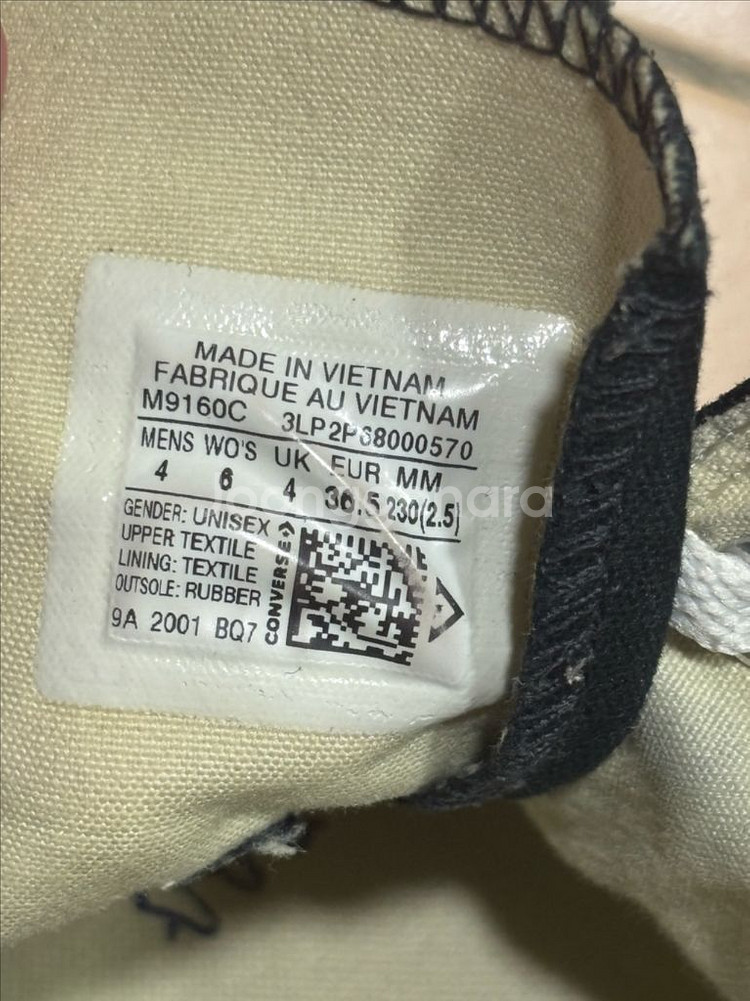 MADE IN VIETNAM
FABRIQUE AU VIETNAM
M9160C 3LP2P68000570
MENS WO'S UK EUR MM
4 6 4 36.5 230(2.5)
GENDER: UNISEX
UPPER TEXTILE
LINING: TEXTILE
OUTSOLE: RUBBER
CONVERSE
9A 2001 BQ7